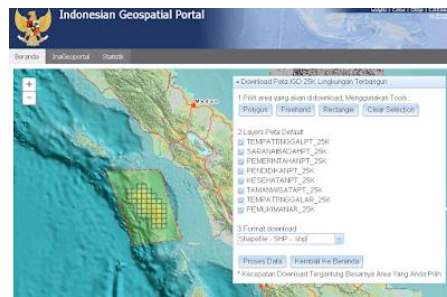 Indonesian Geospatial Portal
Beranda InaGeoportal Statistik
Medan
Download Peta IGD 25K Lingkungan Terbangun
1.Pilih area yang akan didownload, Menggunakan Tools :
Polygon Freehand Rectangle Clear Selection
2.Layers Peta Default
TEMPATTINGGALPT_25K
SARANAIBADAHPT_25K
PEMERINTAHANPT_25K
PENDIDIKANPT_25K
KESEHATANPT_25K
TAMANWISATAPT_25K
TEMPATTINGGALAR_25K
PEMUKIMANAR_25K
3.Format download
Shapefile - SHP - .shp
Proses Data Kembali Ke Beranda
* Kecepatan Download Tergantung Besarnya Area Yang Anda Pilih